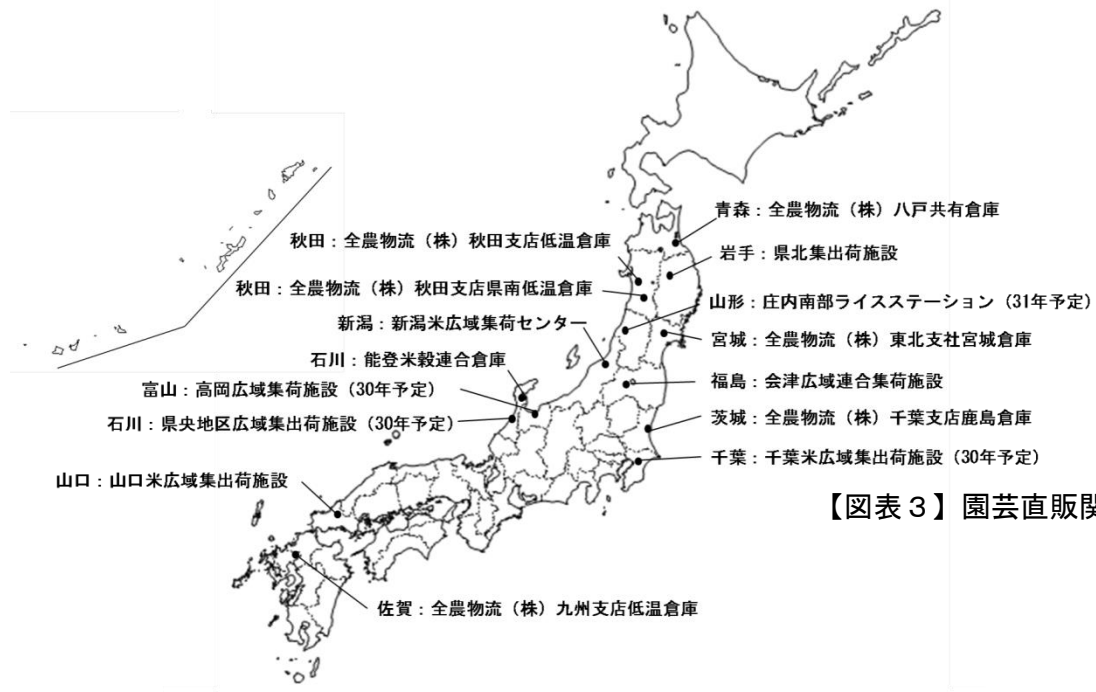 青森：全農物流（株）八戸共有倉庫
秋田：全農物流（株）秋田支店低温倉庫
岩手：県北集出荷施設
秋田：全農物流（株）秋田支店県南低温倉庫
山形：庄内南部ライスステーション（31年予定）
新潟：新潟米広域集荷センター
宮城：全農物流（株）東北支社宮城倉庫
石川：能登米穀連合倉庫
福島：会津広域連合集荷施設
富山：高岡広域集荷施設（30年予定）
石川：県央地区広域集出荷施設（30年予定）
茨城：全農物流（株）千葉支店鹿島倉庫
千葉：千葉米広域集出荷施設（30年予定）
山口：山口米広域集出荷施設
【図表３】園芸直販関
佐賀：全農物流（株）九州支店低温倉庫